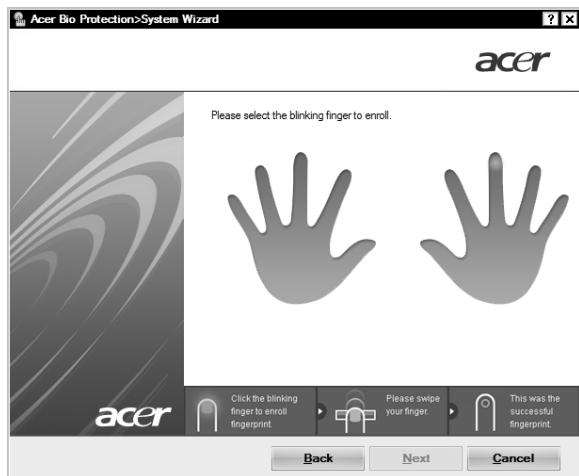 Acer Bio Protection>System Wizard
acer
Please select the blinking finger to enroll.
acer
Click the blinking
finger to enroll
fingerprint.
Please swipe
your finger.
This was the
successful
fingerprint.
Back
Next
Cancel